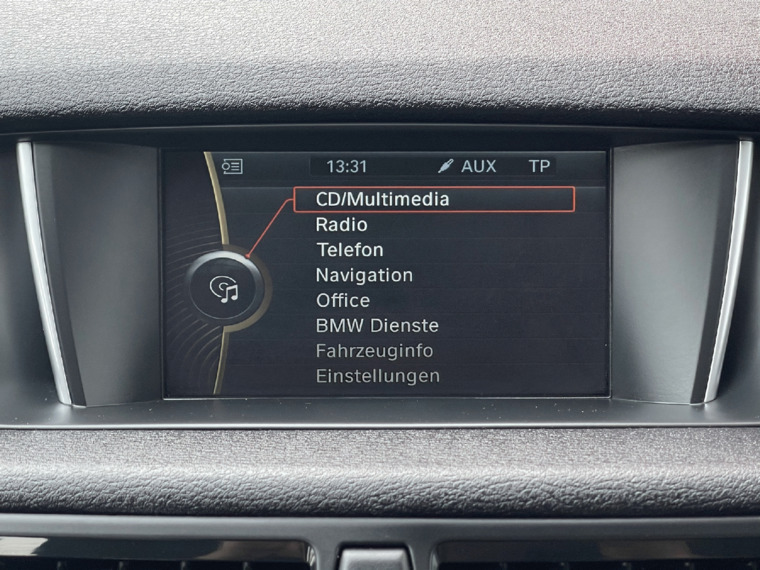 13:31 AUX TP
CD/Multimedia
Radio
Telefon
Navigation
Office
BMW Dienste
Fahrzeuginfo
Einstellungen